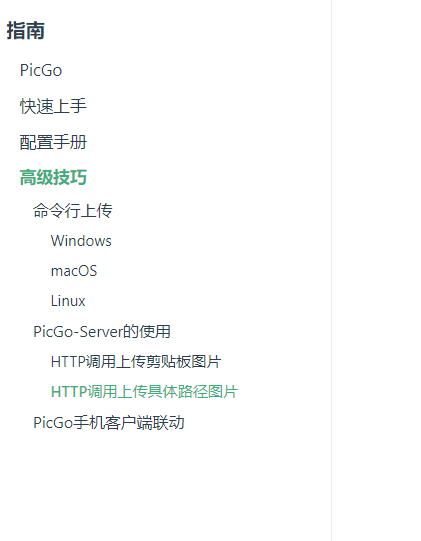 指南
PicGo
快速上手
配置手册
高级技巧
命令行上传
Windows
macOS
Linux
PicGo-Server的使用
HTTP调用上传剪贴板图片
HTTP调用上传具体路径图片
PicGo手机客户端联动